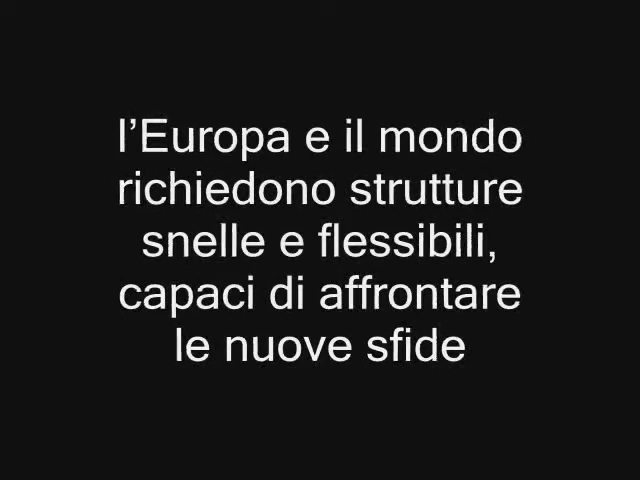 l’Europa e il mondo
richiedono strutture
snelle e flessibili,
capaci di affrontare
le nuove sfide